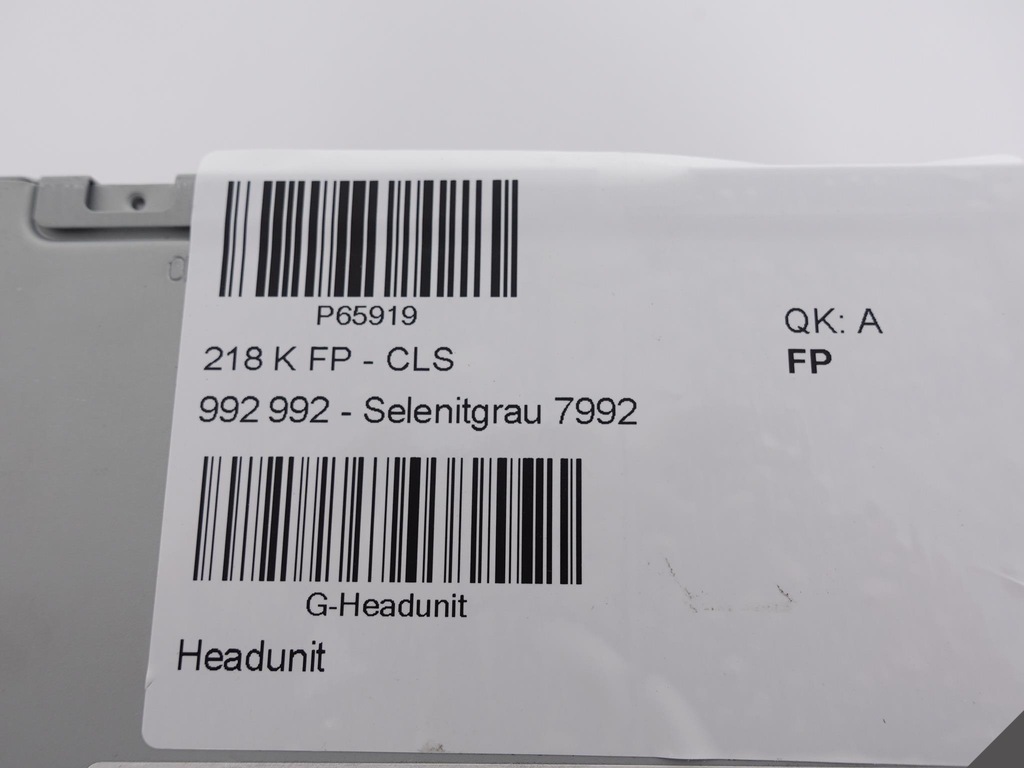 P65919
218 K FP - CLS
QK: A
FP
992 992 - Selenitgrau 7992
G-Headunit
Headunit